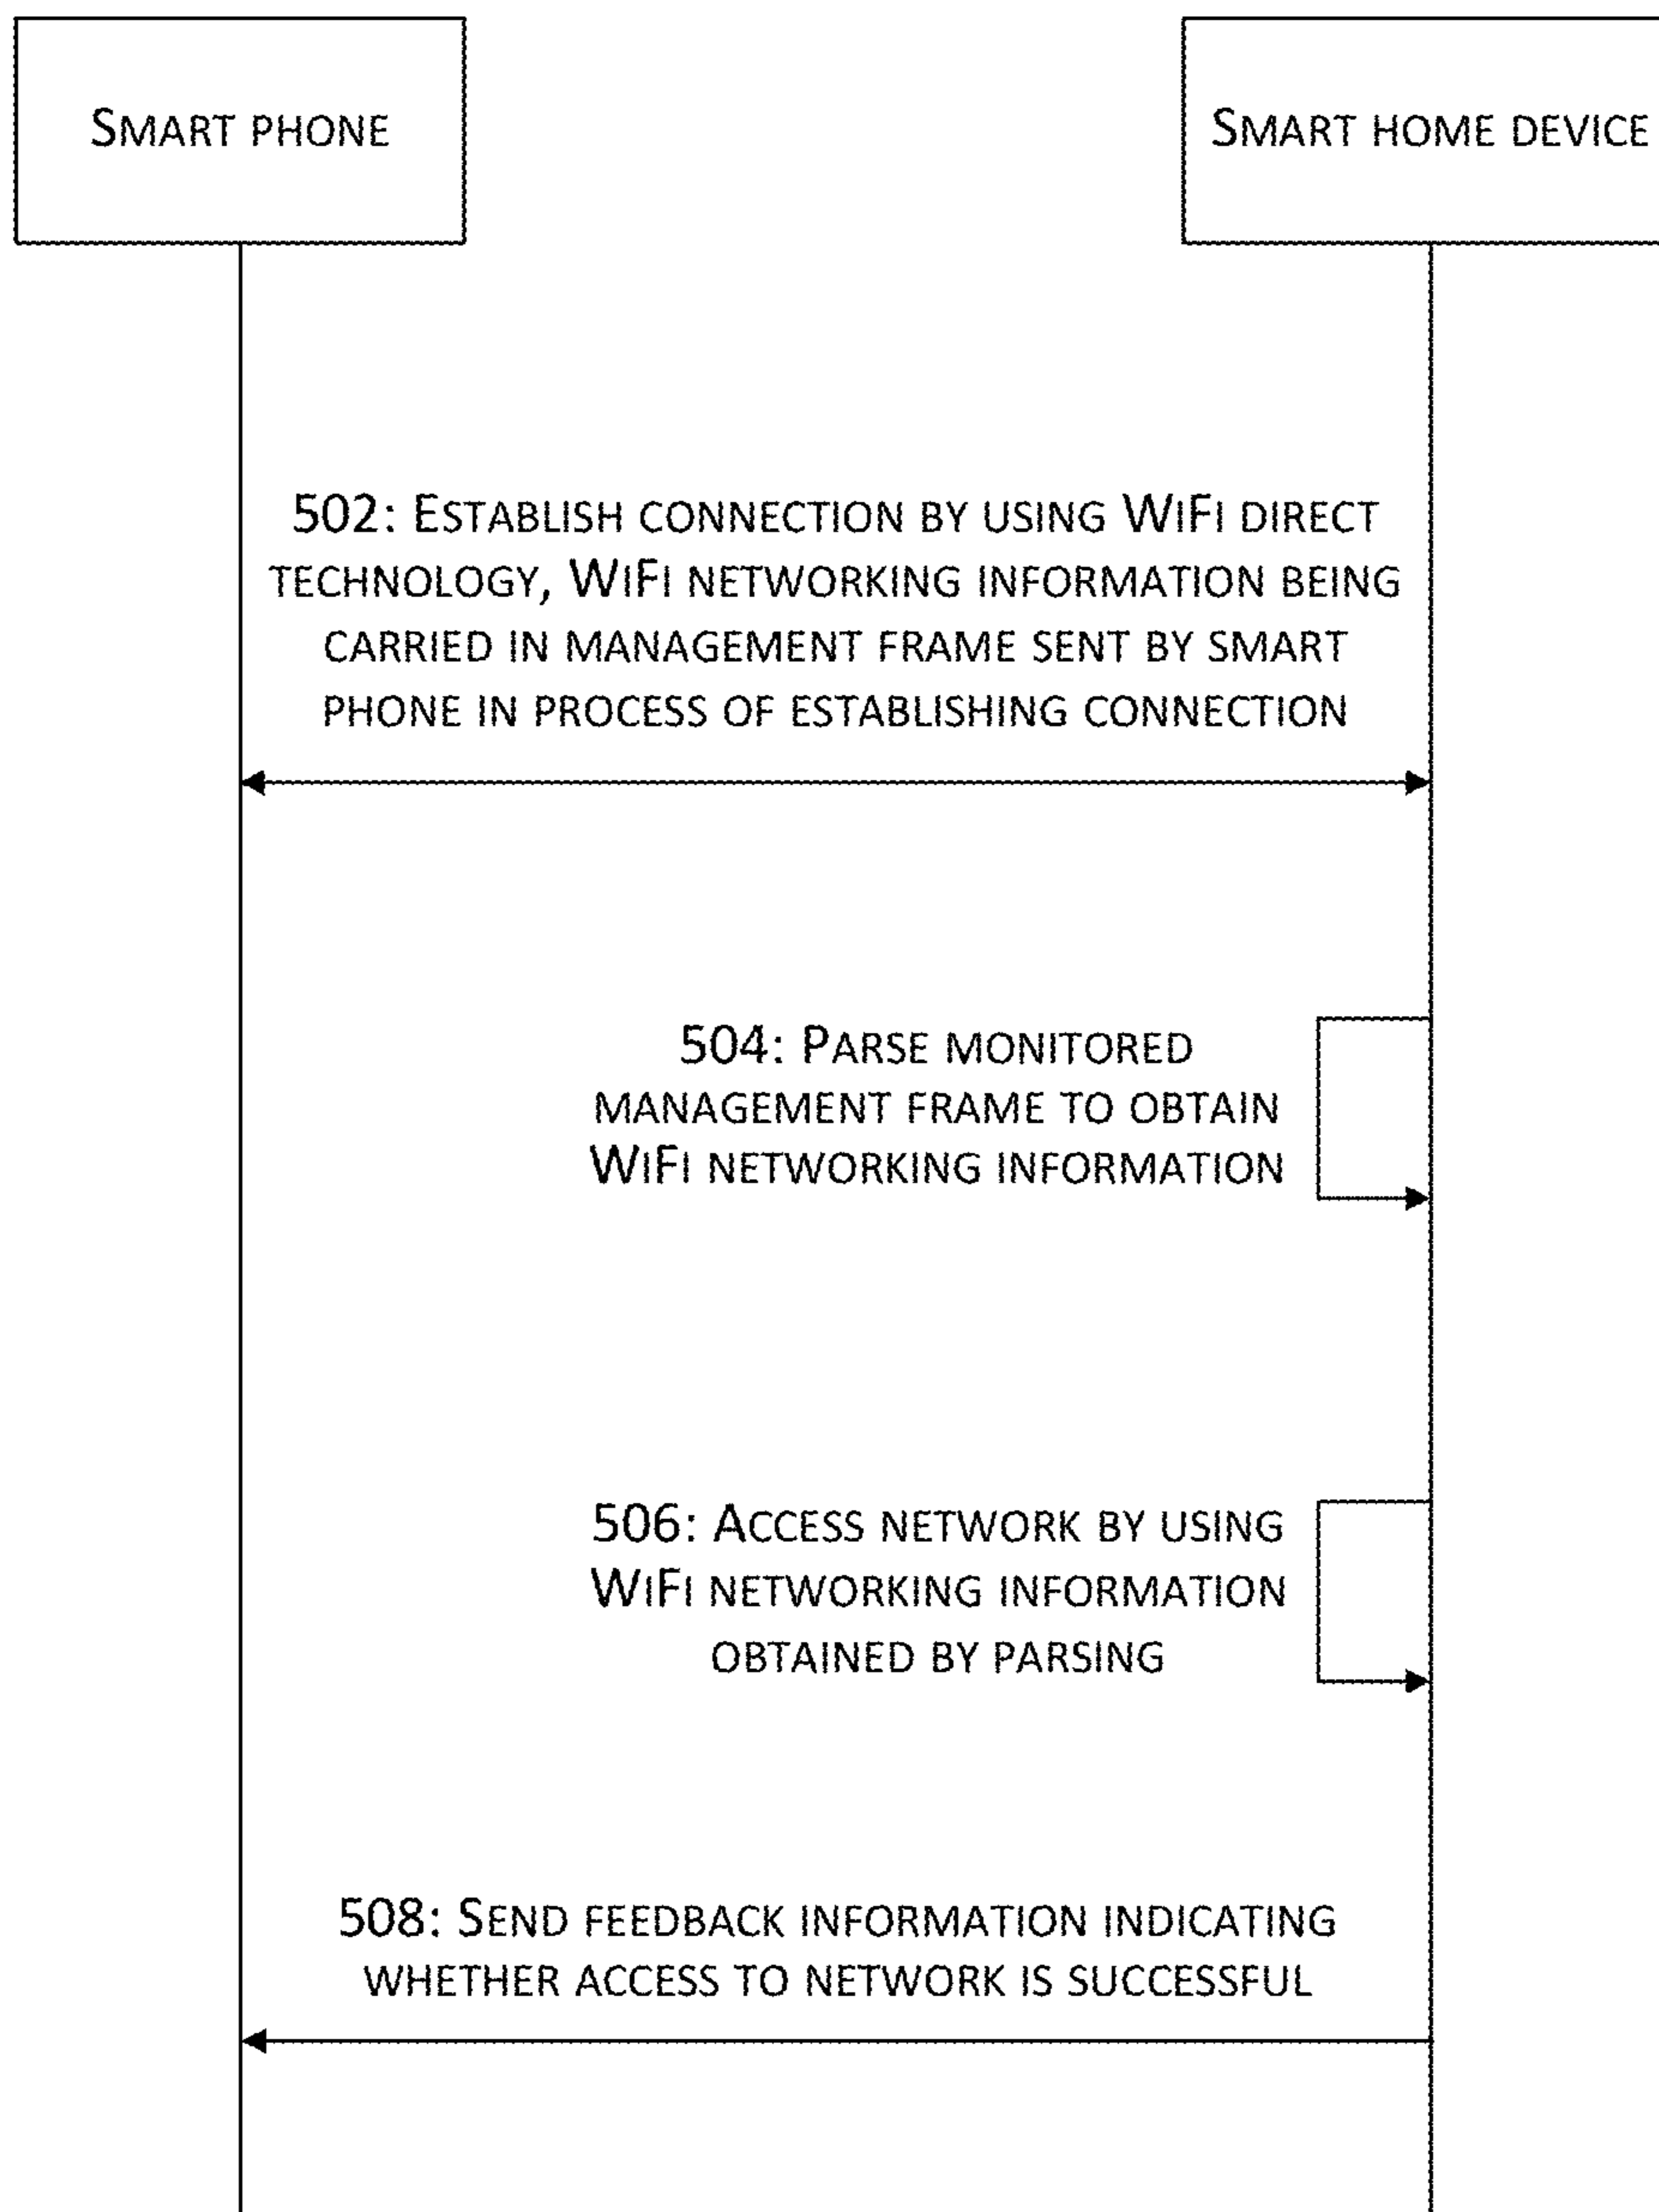 SMART PHONE
SMART HOME DEVICE
502: ESTABLISH CONNECTION BY USING WIFI DIRECT
TECHNOLOGY, WIFI NETWORKING INFORMATION BEING
CARRIED IN MANAGEMENT FRAME SENT BY SMART
PHONE IN PROCESS OF ESTABLISHING CONNECTION
504: PARSE MONITORED
MANAGEMENT FRAME TO OBTAIN
WIFI NETWORKING INFORMATION
506: ACCESS NETWORK BY USING
WIFI NETWORKING INFORMATION
OBTAINED BY PARSING
508: SEND FEEDBACK INFORMATION INDICATING
WHETHER ACCESS TO NETWORK IS SUCCESSFUL